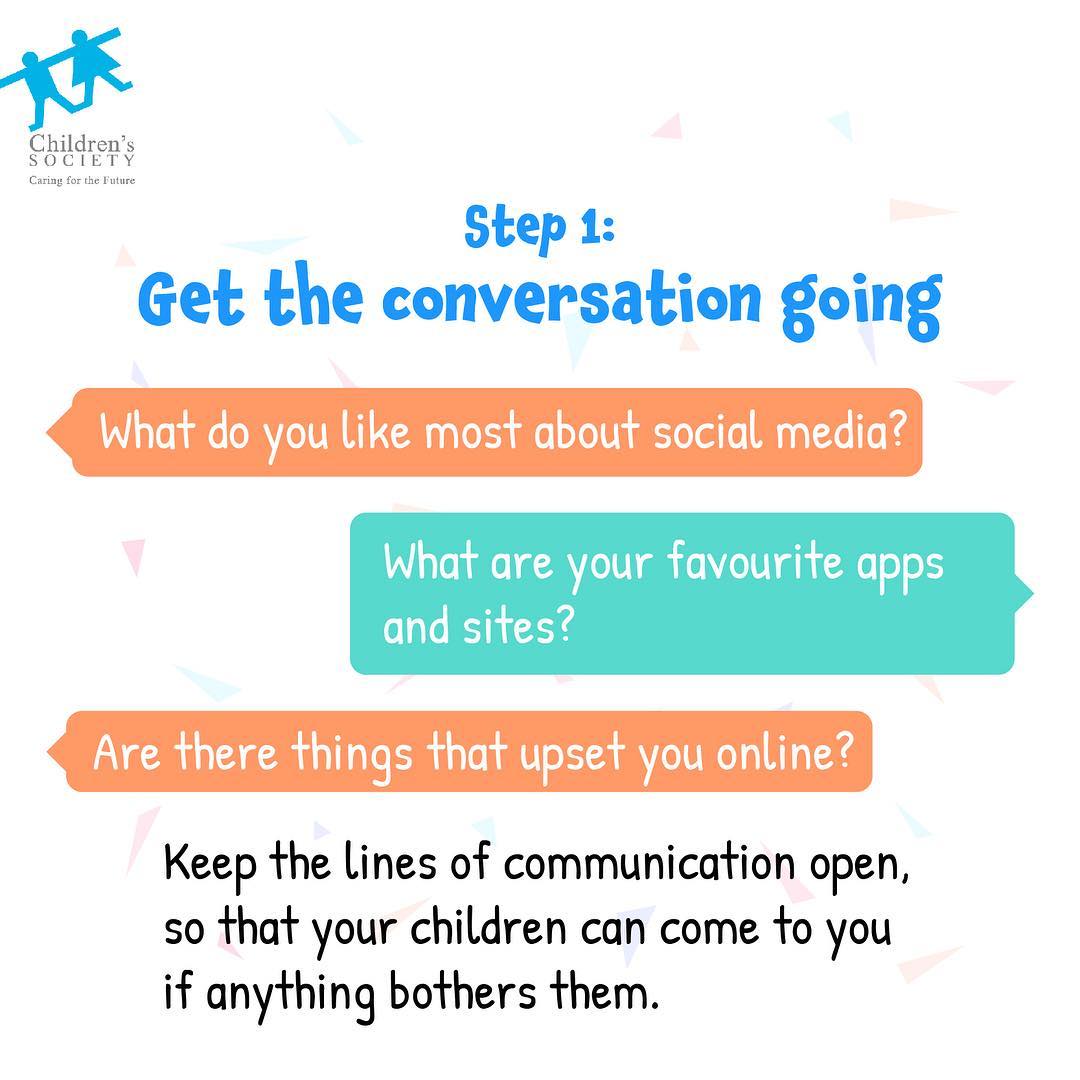 Children's
SOCIETY
Caring for the Future
Step 1:
Get the conversation going
What do you like most about social media?
What are your favourite apps
and sites?
Are there things that upset you online?
Keep the lines of communication open,
so that your children can come to you
if anything bothers them.